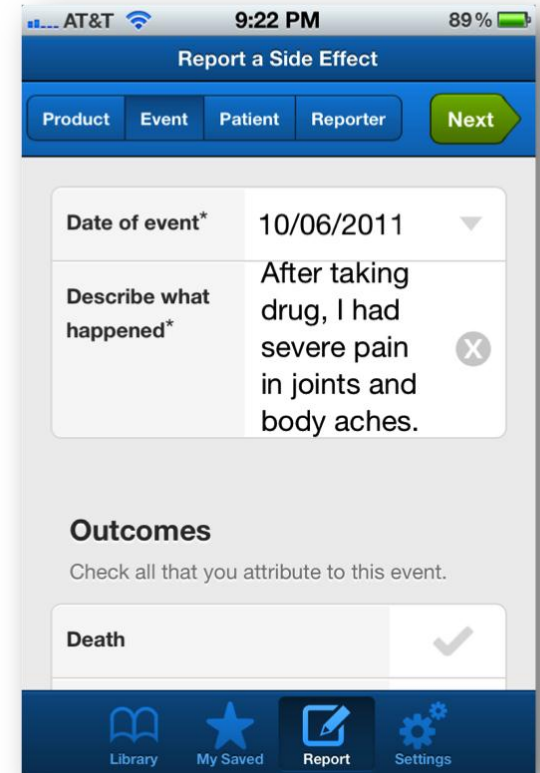 AT&T 9:22 PM 89%
Report a Side Effect
Product Event Patient Reporter Next
Date of event* 10/06/2011
Describe what happened*
After taking
drug, I had
severe pain
in joints and
body aches.
Outcomes
Check all that you attribute to this event.
Death
Library My Saved Report Settings